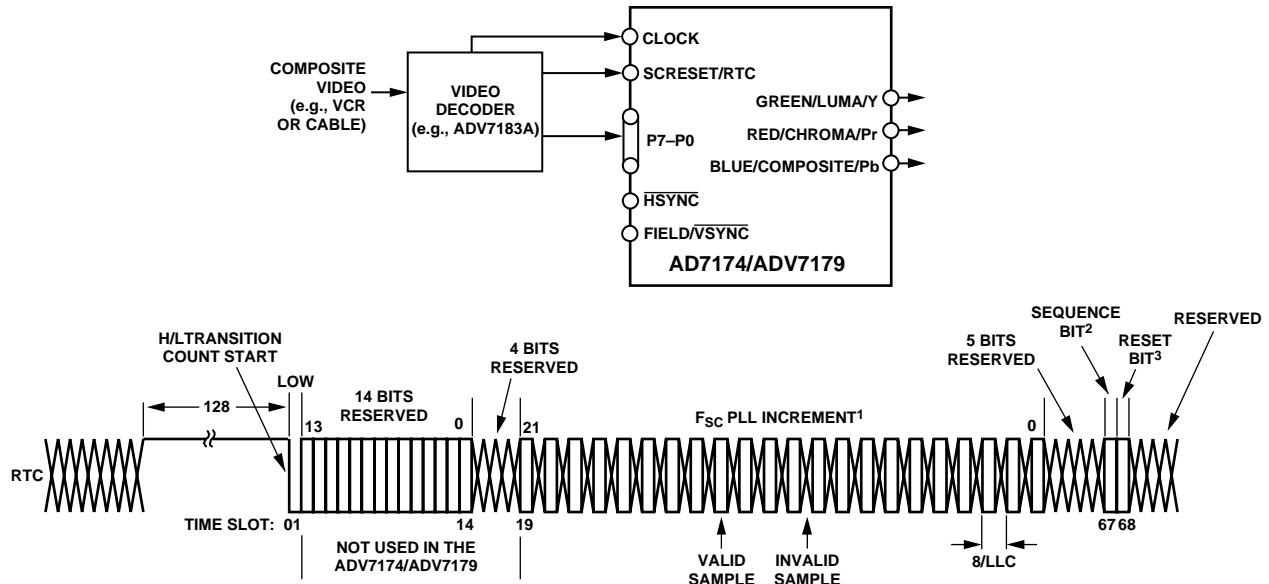 CLOCK
COMPOSITE
VIDEO
(e.g., VCR
OR CABLE)
VIDEO
DECODER
(e.g., ADV7183A)
SCRESET/RTC
P7–P0
HSYNC
FIELD/VSYNC
GREEN/LUMA/Y
RED/CHROMA/Pr
BLUE/COMPOSITE/Pb
AD7174/ADV7179
H/LTRANSITION
COUNT START
LOW
128
13
14 BITS
RESERVED
0
4 BITS
RESERVED
21
FSC PLL INCREMENT1
0
5 BITS
RESERVED
SEQUENCE
BIT2
RESET
BIT3
RESERVED
RTC
TIME SLOT: 01
14
19
67 68
NOT USED IN THE
ADV7174/ADV7179
VALID
SAMPLE
INVALID
SAMPLE
8/LLC